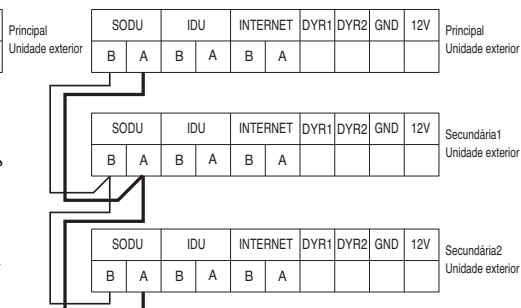 SODU IDU INTERNET DYR1 DYR2 GND 12V
B A B A B A
Principal
Unidade exterior
Principal
Unidade exterior
SODU IDU INTERNET DYR1 DYR2 GND 12V
B A B A B A
Secundária1
Unidade exterior
SODU IDU INTERNET DYR1 DYR2 GND 12V
B A B A B A
Secundária2
Unidade exterior